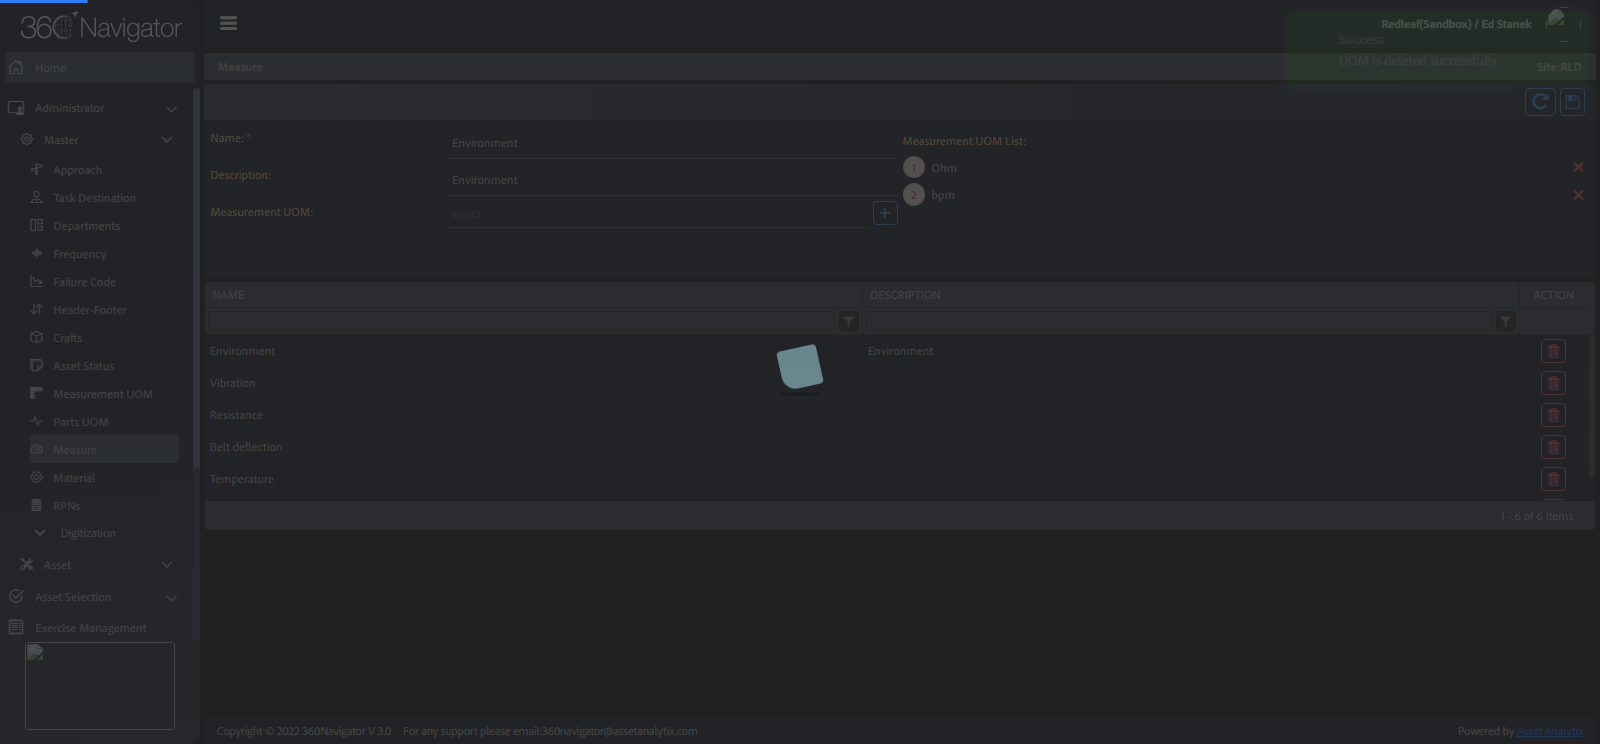 360 Navigator
Redleaf(Sandbox) / Ed Stanek
Success
UOM is deleted successfully.
Home
Measure
Site:RLD
Administrator
Master
Approach
Task Destination
Departments
Frequency
Failure Code
Header-Footer
Crafts
Asset Status
Measurement UOM
Parts UOM
Measure
Material
RPNs
Digitization
Asset
Asset Selection
Exercise Management
Name: *
Environment
Description:
Environment
Measurement UOM:
select
Measurement UOM List:
1 Ohm
2 bpm
NAME DESCRIPTION ACTION
Environment Environment
Vibration
Resistance
Belt deflection
Temperature
1 - 6 of 6 items
Copyright © 2022 360Navigator V 3.0 For any support please email:360navigator@assetanalytix.com
Powered by Asset Analytix